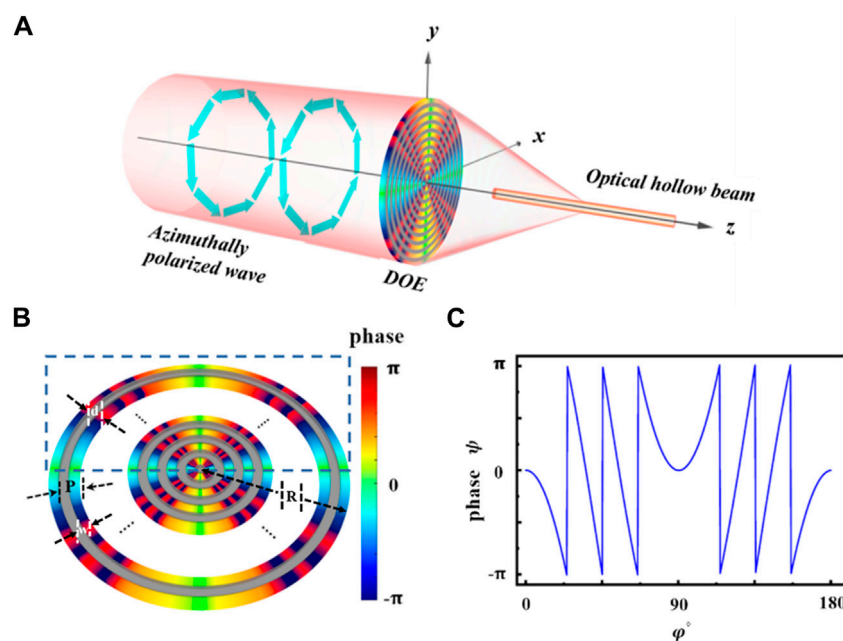 A
y
x
Optical hollow beam
z
Azimuthally
polarized wave
DOE
B
phase
π
0
-π
d
P
w
R
C
phase ψ
π
0
-π
0
90
180
φ°